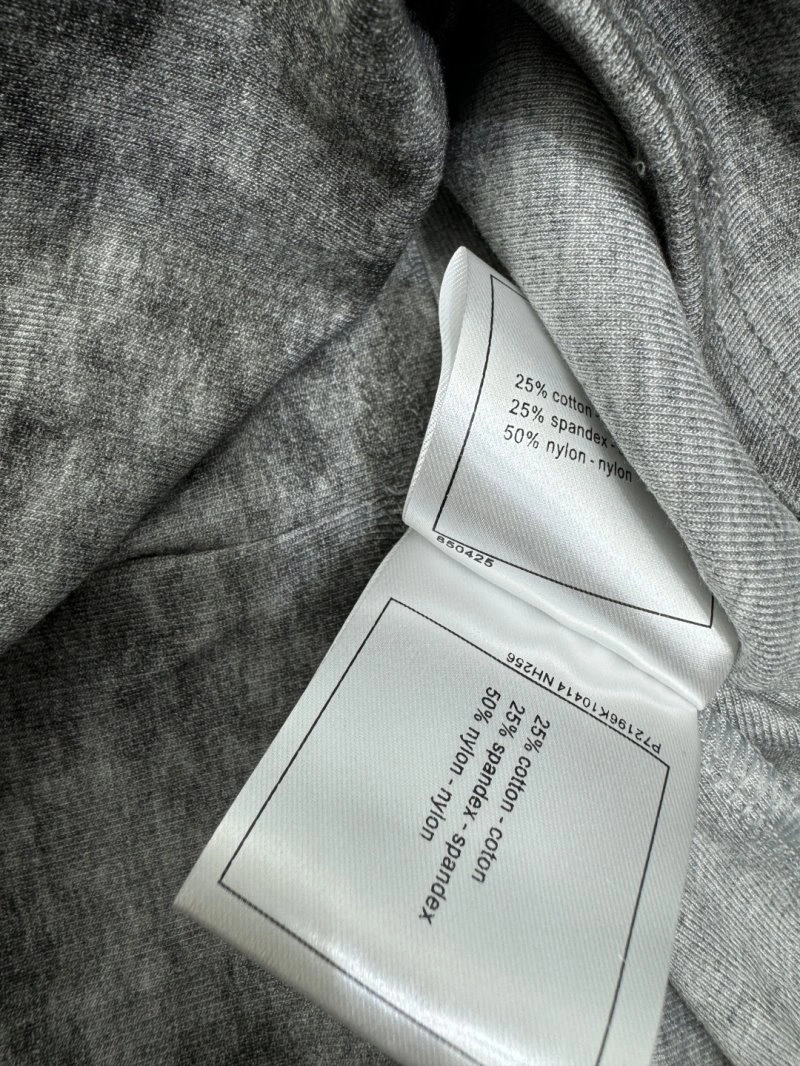 25% cotton -
25% spandex -
50% nylon - nylon
850425
P72196K10414 NH256
25% cotton - coton
25% spandex - spandex
50% nylon - nylon